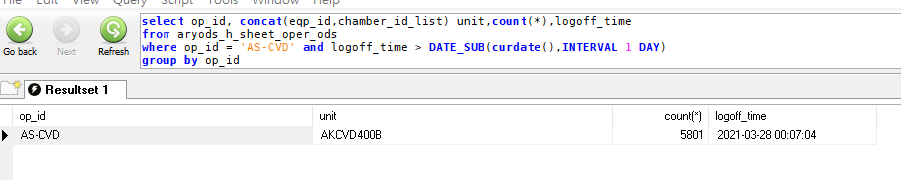 File Edit View Query Script Tools Window Help
Go back Next Refresh
select op_id, concat(eqp_id,chamber_id_list) unit,count(*),logoff_time
from aryods_h_sheet_oper_ods
where op_id = 'AS-CVD' and logoff_time > DATE_SUB(curdate(),INTERVAL 1 DAY)
group by op_id
Resultset 1
op_id unit count(*) logoff_time
AS-CVD AKCVD400B 5801 2021-03-28 00:07:04